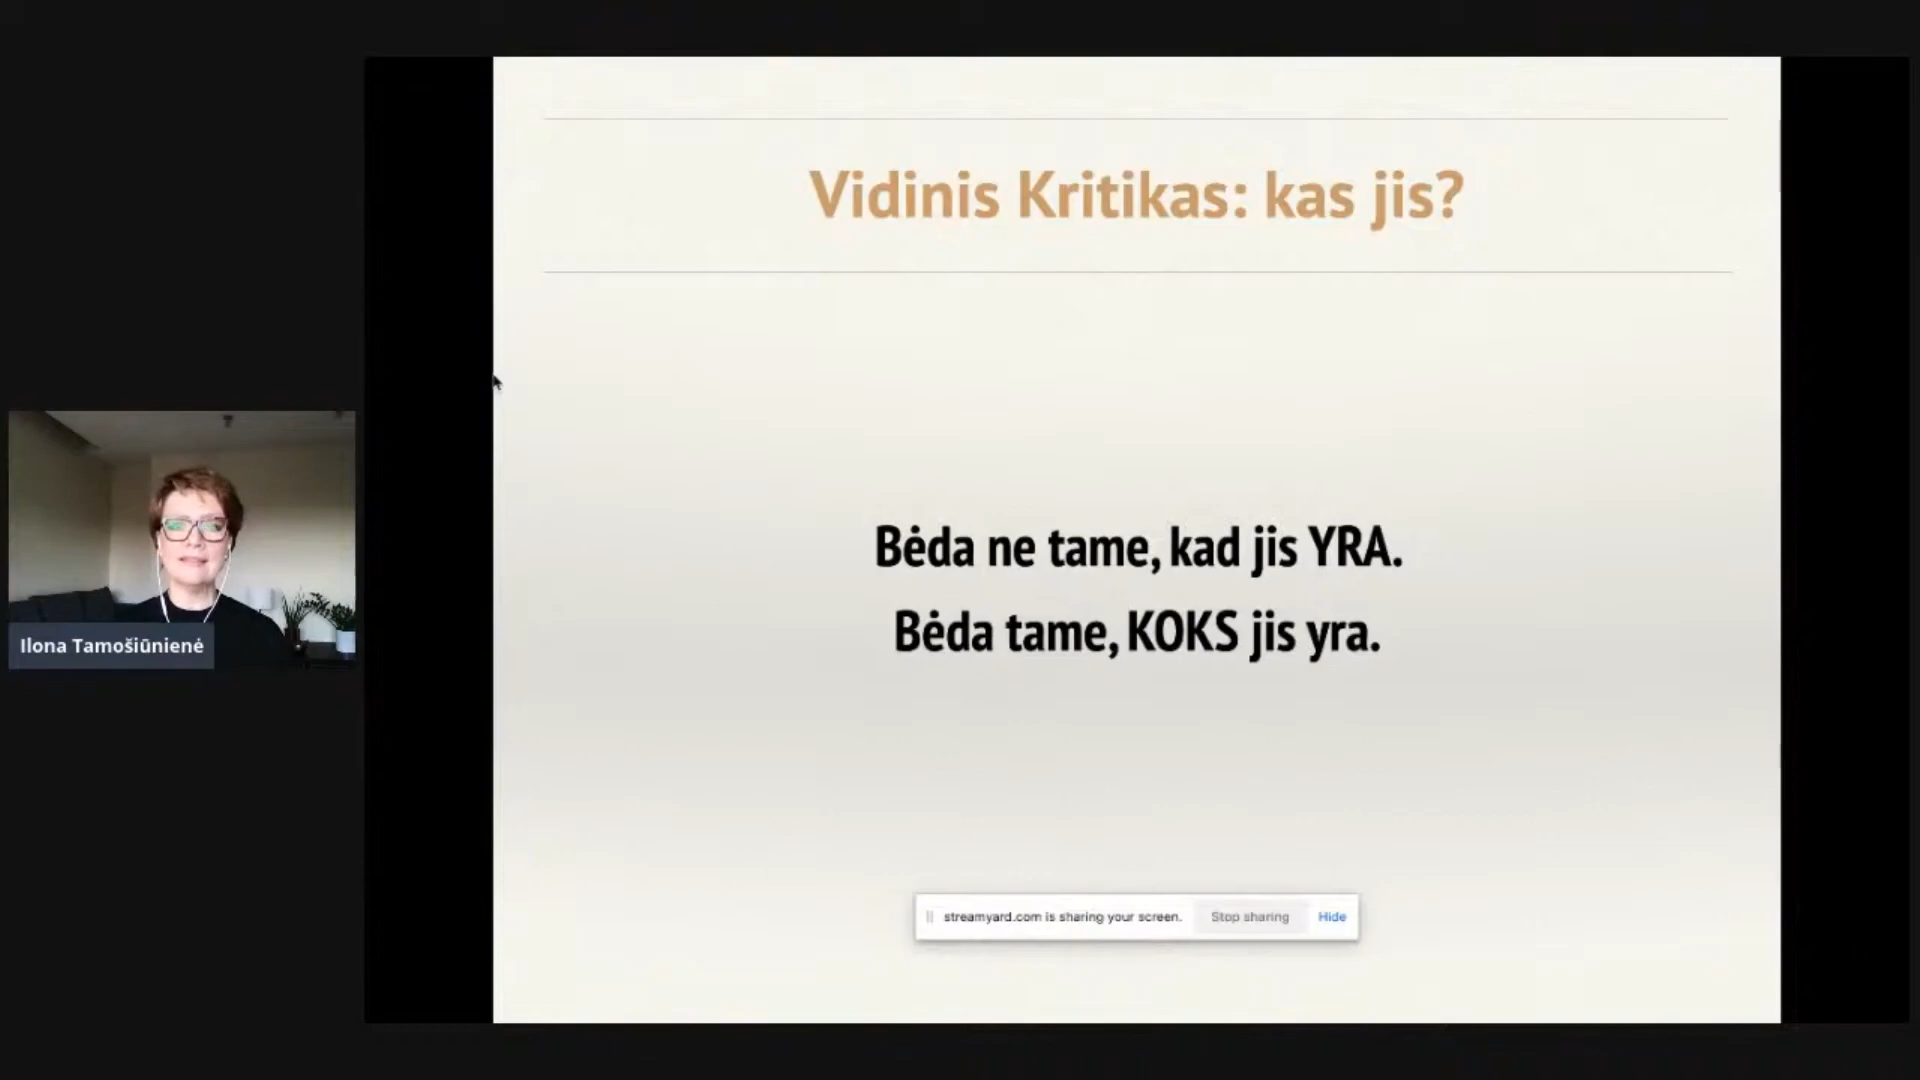 Vidinis Kritikas: kas jis?
Bėda ne tame, kad jis YRA.
Bėda tame, KOKS jis yra.
Ilona Tamošiūnienė
streamyard.com is sharing your screen. Stop sharing Hide